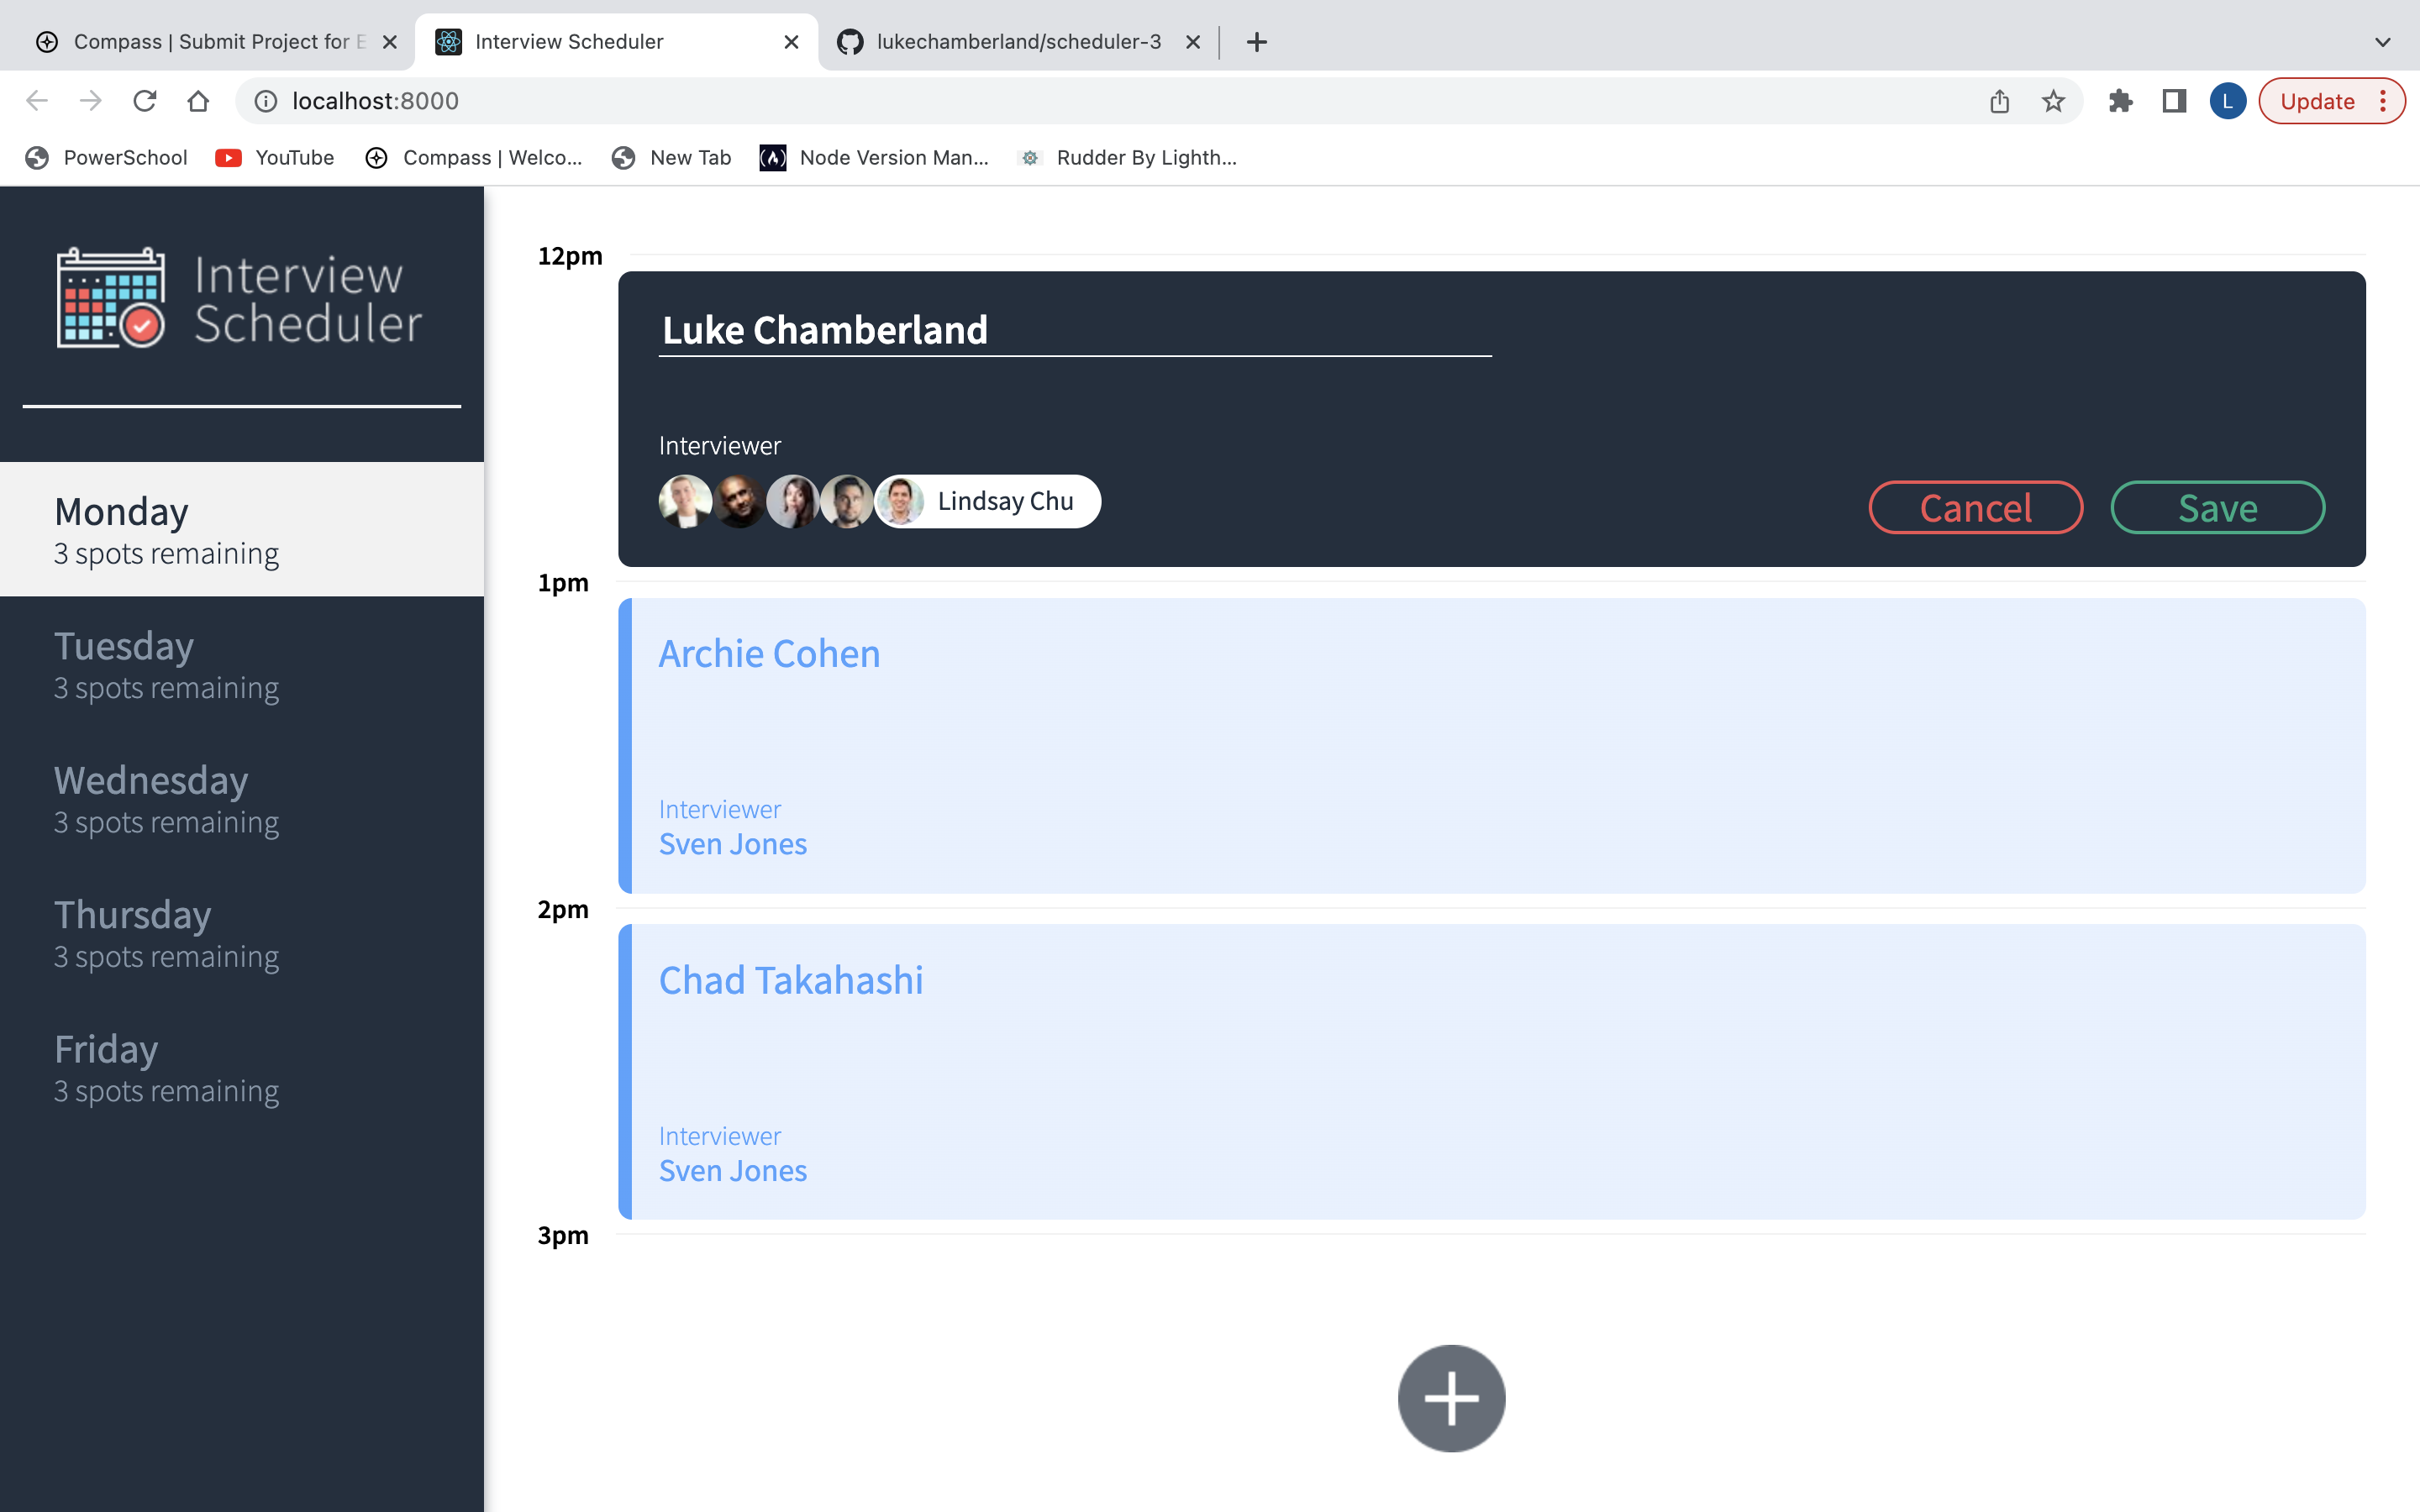 Compass | Submit Project for E
Interview Scheduler
lukechamberland/scheduler-3
localhost:8000
L
Update
PowerSchool
YouTube
Compass | Welco...
New Tab
Node Version Man...
Rudder By Lighth...
Interview
Scheduler
Monday
3 spots remaining
Tuesday
3 spots remaining
Wednesday
3 spots remaining
Thursday
3 spots remaining
Friday
3 spots remaining
12pm
Luke Chamberland
Interviewer
Lindsay Chu
Cancel
Save
1pm
Archie Cohen
Interviewer
Sven Jones
2pm
Chad Takahashi
Interviewer
Sven Jones
3pm